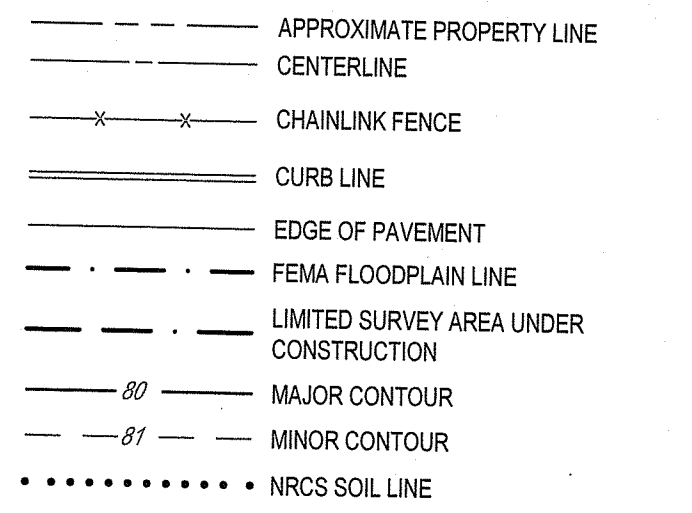 APPROXIMATE PROPERTY LINE
CENTERLINE
X X CHAINLINK FENCE
CURB LINE
EDGE OF PAVEMENT
FEMA FLOODPLAIN LINE
LIMITED SURVEY AREA UNDER
CONSTRUCTION
80 MAJOR CONTOUR
81 MINOR CONTOUR
NRCS SOIL LINE